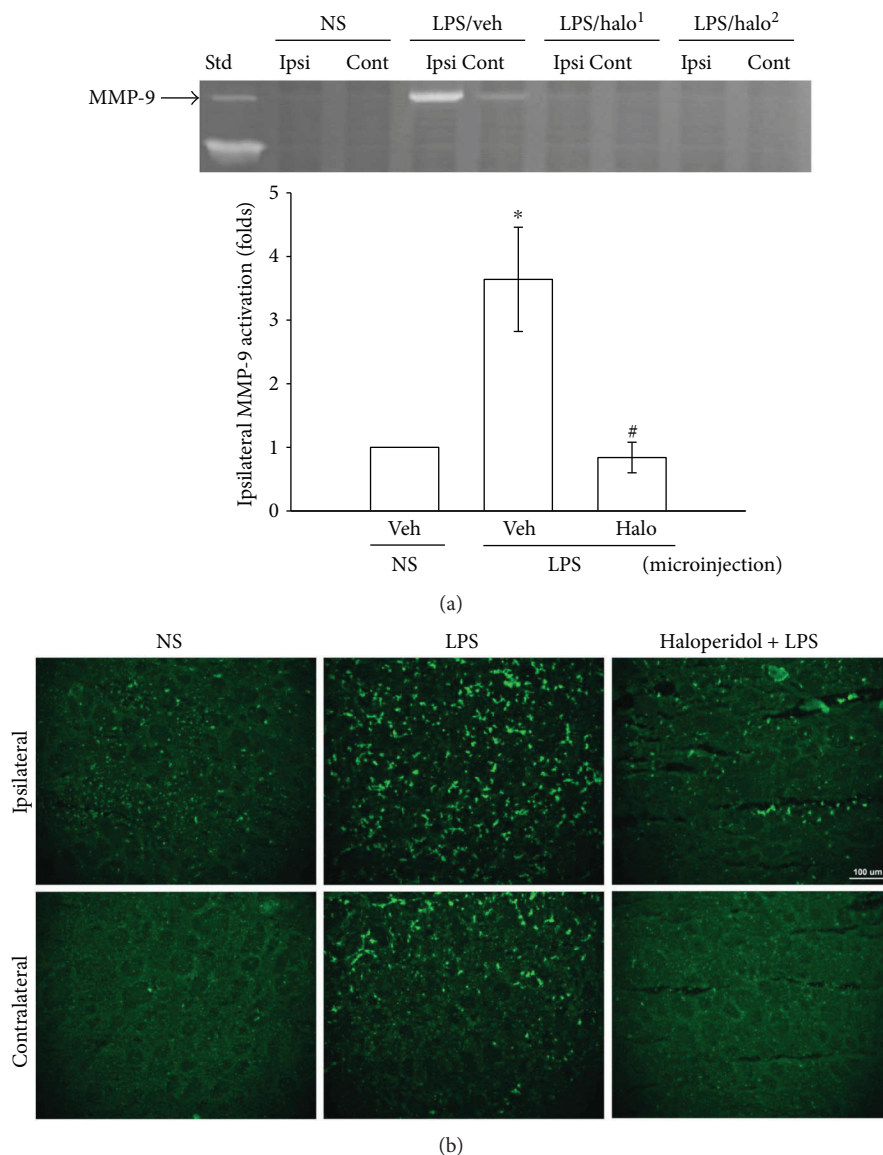 NS LPS/veh LPS/halo¹ LPS/halo²
Std Ipsi Cont Ipsi Cont Ipsi Cont Ipsi Cont
MMP-9
5
4
3
2
1
0
Ipsilateral MMP-9 activation (folds)
*
#
Veh Veh Halo
NS LPS (microinjection)
(a)
NS LPS Haloperidol + LPS
Ipsilateral
100 um
Contralateral
(b)